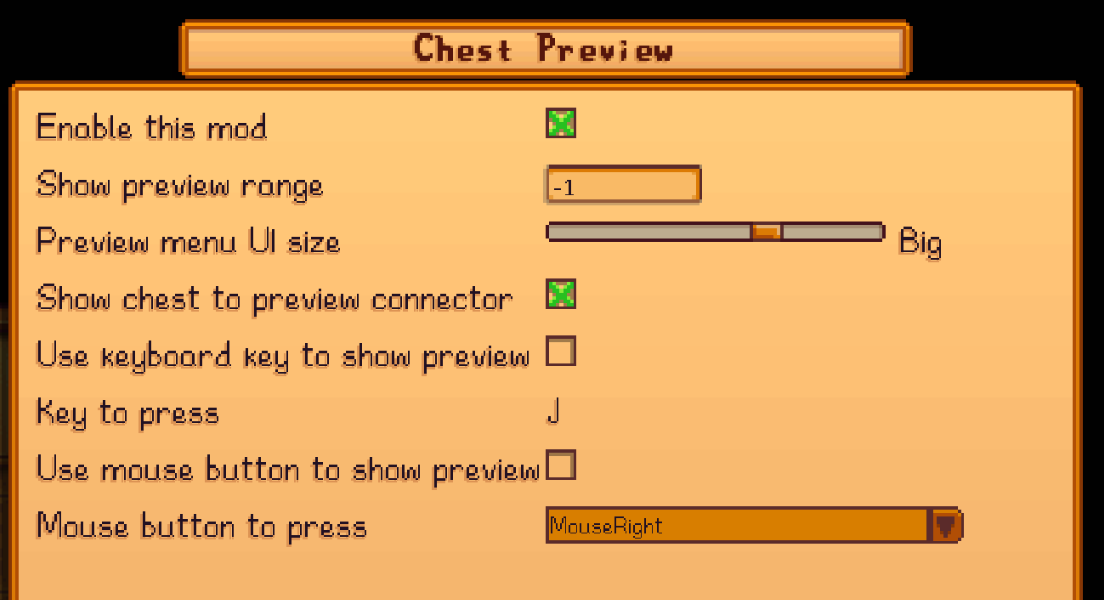 Chest Preview
Enable this mod
Show preview range -1
Preview menu UI size Big
Show chest to preview connector
Use keyboard key to show preview
Key to press J
Use mouse button to show preview
Mouse button to press MouseRight